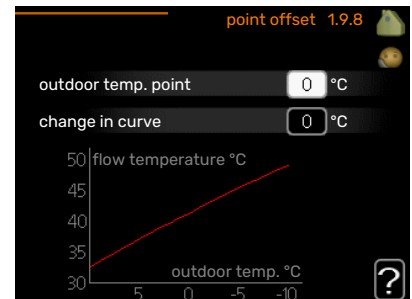 point offset 1.9.8
outdoor temp. point 0 °C
change in curve 0 °C
50 flow temperature °C
45
40
35
outdoor temp. °C
30
5 0 -5 -10
?